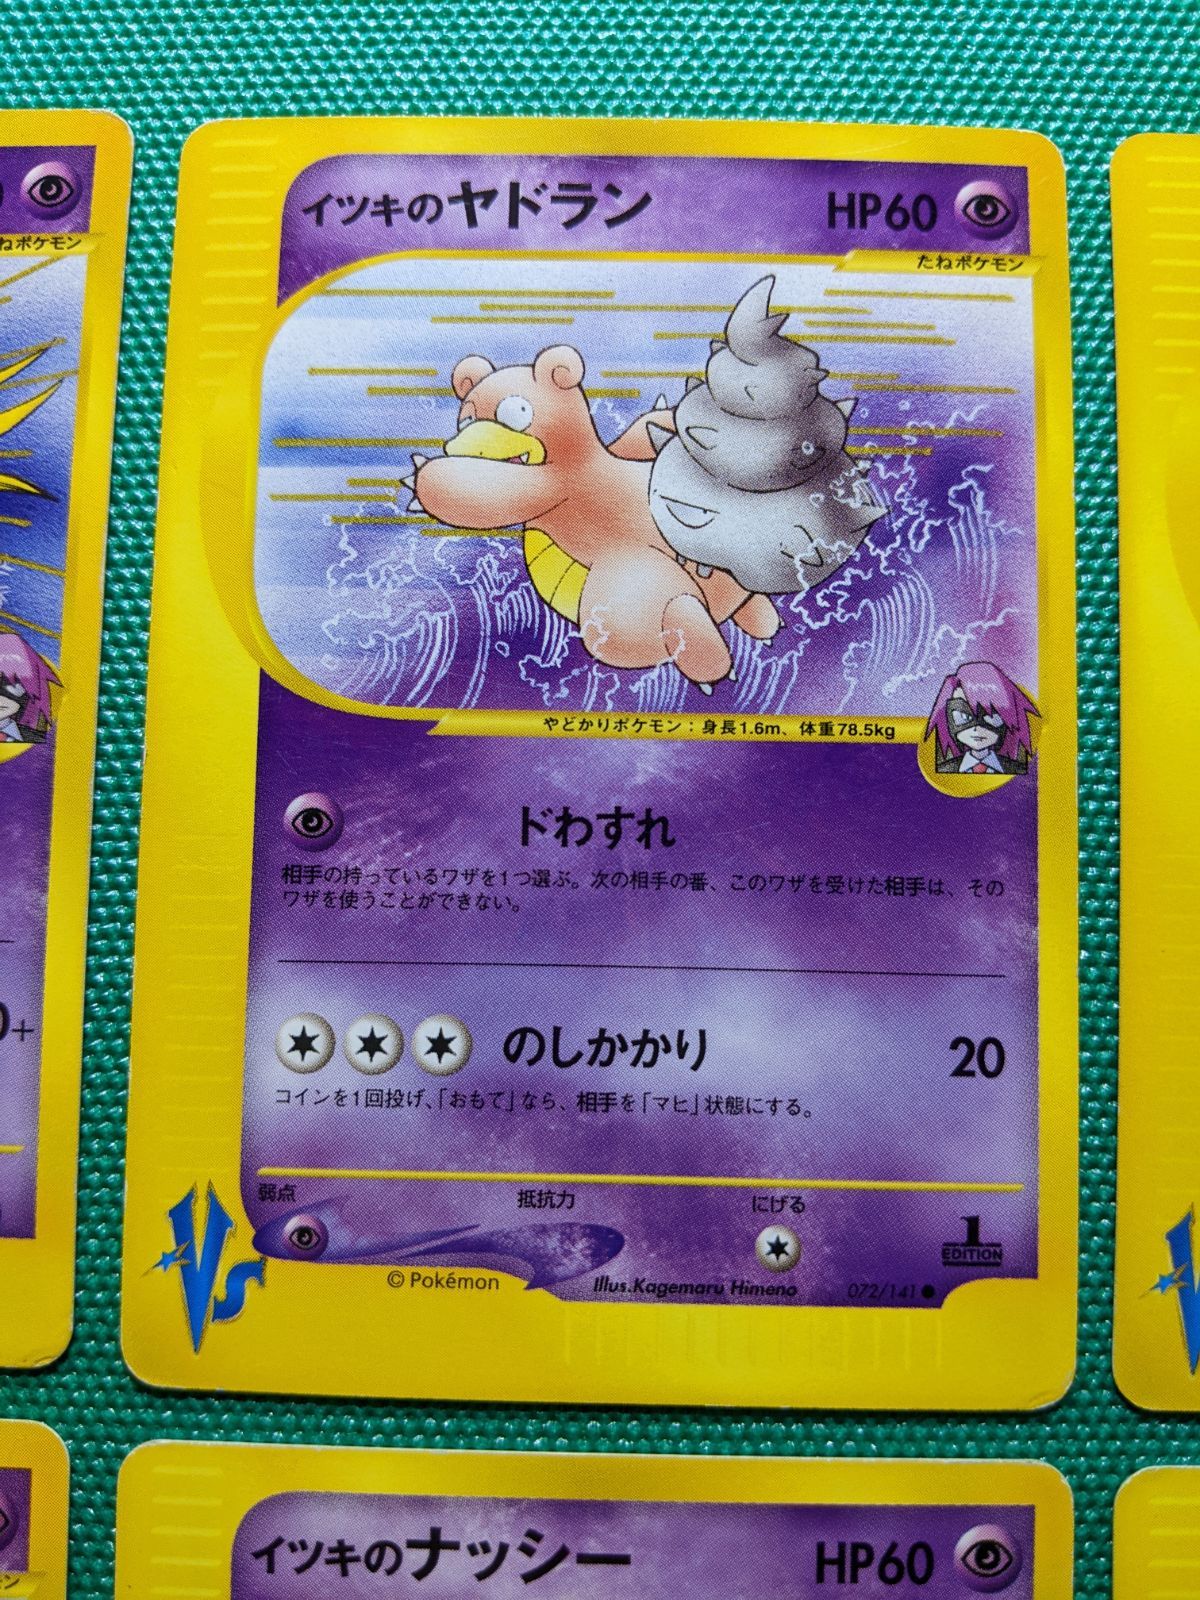 イツキのヤドラン HP60
たねポケモン
やどかりポケモン：身長1.6m、体重78.5kg
ドわすれ
相手の持っているワザを1つ選ぶ。次の相手の番、このワザを受けた相手は、その
ワザを使うことができない。
のしかかり 20
コインを1回投げ、「おもて」なら、相手を「マヒ」状態にする。
弱点 抵抗力 にげる
1
EDITION
Vs
© Pokémon Illus.Kagemaru Himeno 072/141
ねポケモン
0+
イツキのナッシー HP60